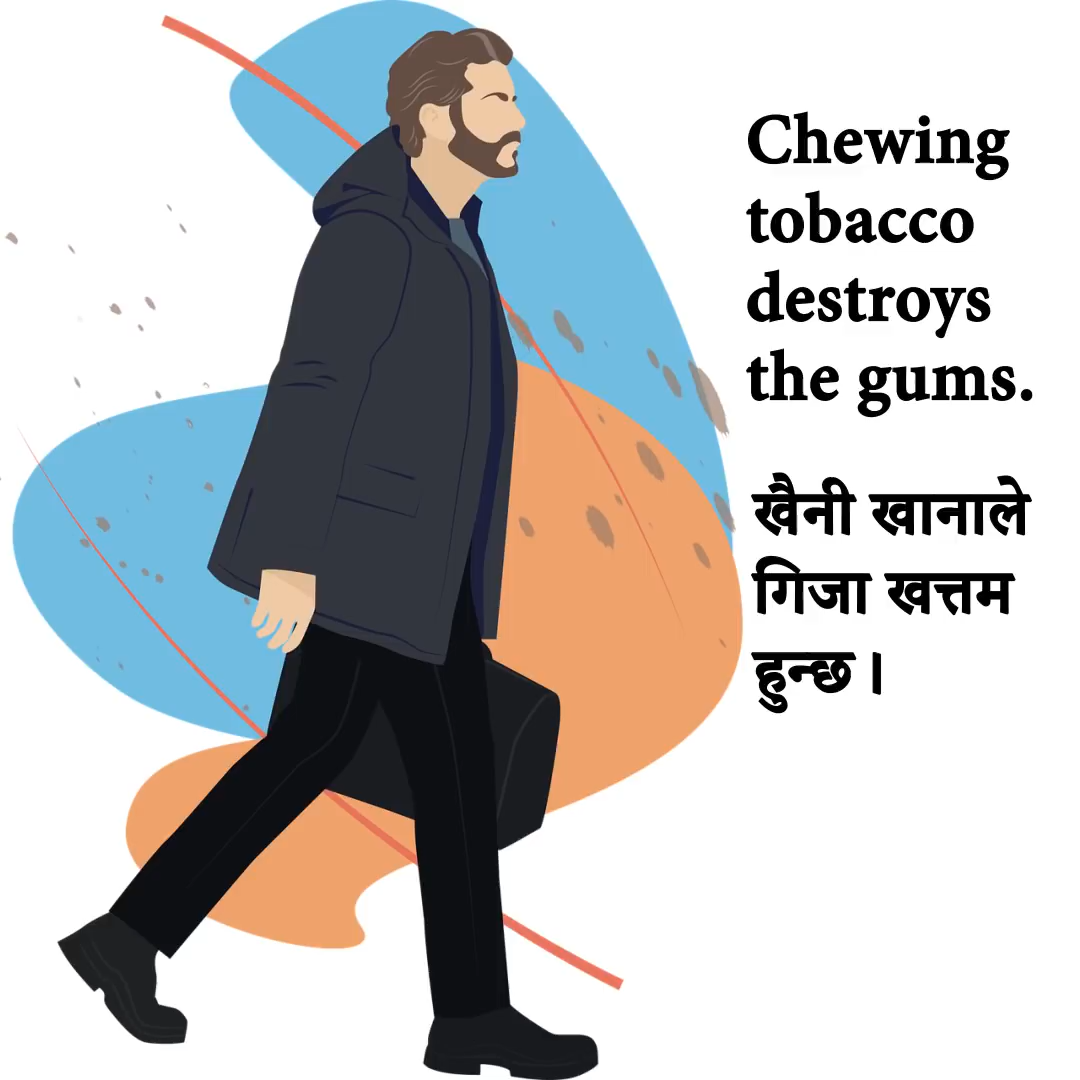 Chewing
tobacco
destroys
the gums.
खैनी खानाले
गिजा खत्तम
हुन्छ ।